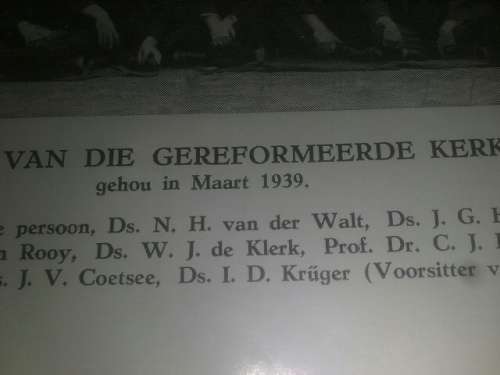 VAN DIE GEREFORMEERDE KERK
gehou in Maart 1939.
persoon, Ds. N. H. van der Walt, Ds. J. G.
Rooy, Ds. W. J. de Klerk, Prof. Dr. C. J.
J. V. Coetsee, Ds. I. D. Krüger (Voorsitter